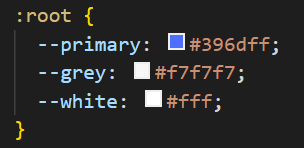 :root {
--primary: #396dff;
--grey: #f7f7f7;
--white: #fff;
}